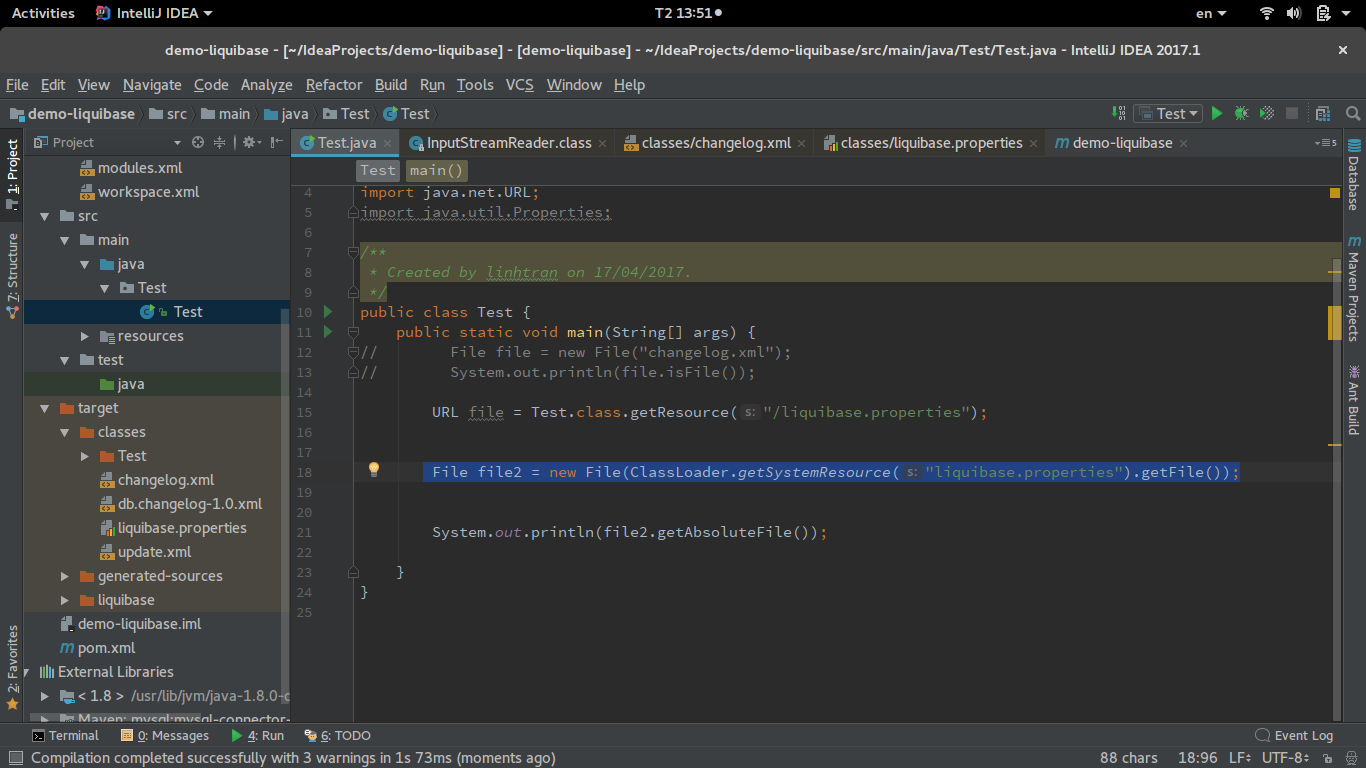 Activities IntelliJ IDEA T2 13:51 en
demo-liquibase - [~/IdeaProjects/demo-liquibase] - [demo-liquibase] - ~/IdeaProjects/demo-liquibase/src/main/java/Test/Test.java - IntelliJ IDEA 2017.1
File Edit View Navigate Code Analyze Refactor Build Run Tools VCS Window Help
demo-liquibase src main java Test Test Test
Project Test.java InputStreamReader.class classes/changelog.xml classes/liquibase.properties demo-liquibase 5
Test main()
1: Project
7: Structure
2: Favorites
modules.xml
workspace.xml
src
main
java
Test
Test
resources
test
java
target
classes
Test
changelog.xml
db.changelog-1.0.xml
liquibase.properties
update.xml
generated-sources
liquibase
demo-liquibase.iml
pom.xml
External Libraries
< 1.8 > /usr/lib/jvm/java-1.8.0-
Maven: mysql:mysql-connector-
4 import java.net.URL;
5 import java.util.Properties;
6
7 /**
8 * Created by linhtran on 17/04/2017.
9 */
10 public class Test {
11 public static void main(String[] args) {
12 // File file = new File("changelog.xml");
13 // System.out.println(file.isFile());
14
15 URL file = Test.class.getResource( s: "/liquibase.properties");
16
17
18 File file2 = new File(ClassLoader.getSystemResource( s: "liquibase.properties").getFile());
19
20
21 System.out.println(file2.getAbsoluteFile());
22
23 }
24 }
25
Database
Maven Projects
Ant Build
Terminal 0: Messages 4: Run 6: TODO Event Log
Compilation completed successfully with 3 warnings in 1s 73ms (moments ago) 88 chars 18:96 LF÷ UTF-8÷